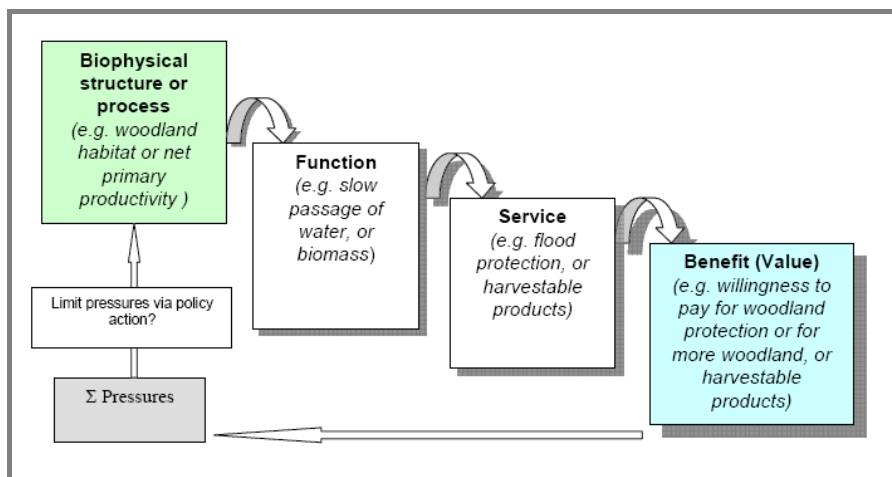 Biophysical
structure or
process
(e.g. woodland
habitat or net
primary
productivity )
Function
(e.g. slow
passage of
water, or
biomass)
Service
(e.g. flood
protection, or
harvestable
products)
Benefit (Value)
(e.g. willingness to
pay for woodland
protection or for
more woodland, or
harvestable
products)
Limit pressures via policy
action?
Σ Pressures